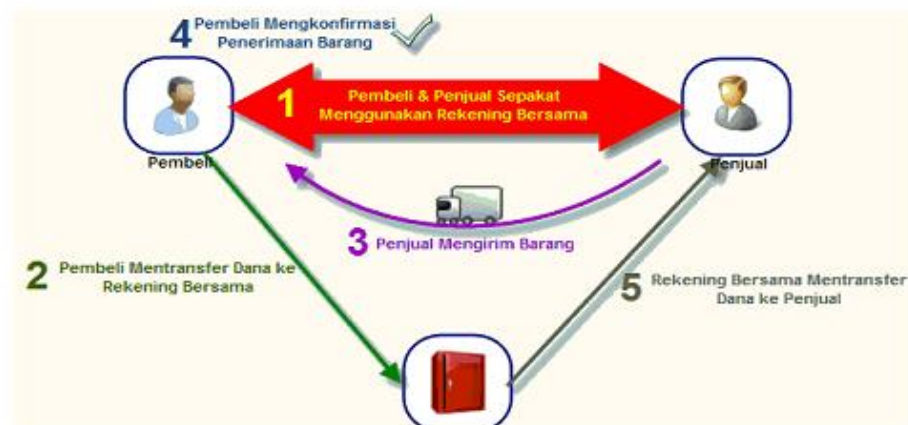 4 Pembeli Mengkonfirmasi
Penerimaan Barang
1 Pembeli & Penjual Sepakat
Menggunakan Rekening Bersama
Pembeli
Penjual
3 Penjual Mengirim Barang
2 Pembeli Mentransfer Dana ke
Rekening Bersama
5 Rekening Bersama Mentransfer
Dana ke Penjual